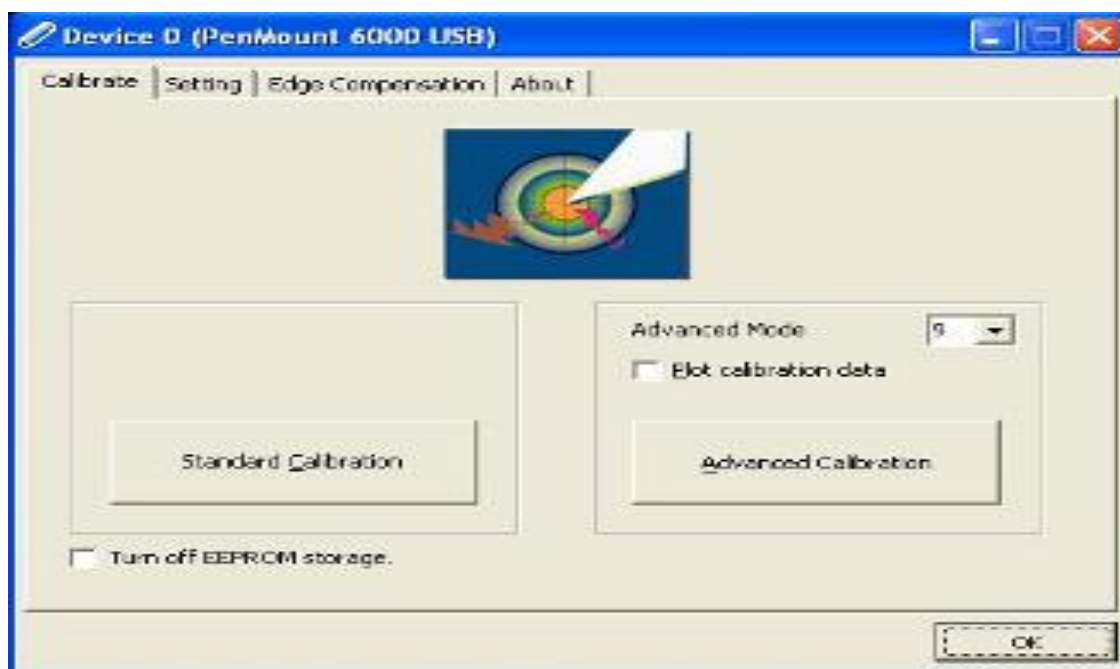 Device 0 (PenMount 6000 USB)
Calibrate Setting Edge Compensation About
Advanced Mode 9
Plot calibration data
Standard Calibration Advanced Calibration
Turn off EEPROM storage.
OK